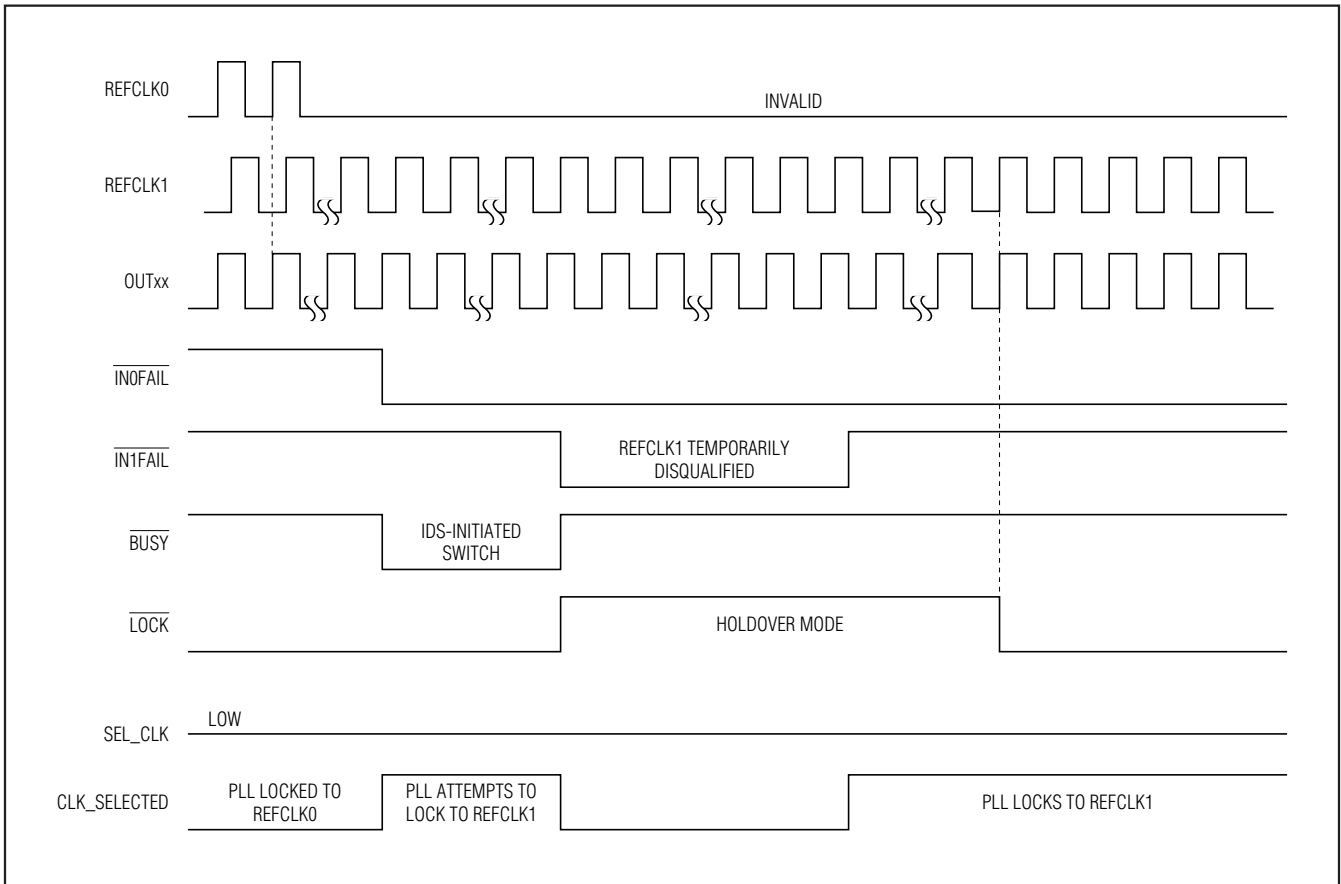 REFCLK0
INVALID
REFCLK1
OUTxx
IN0FAIL
IN1FAIL
REFCLK1 TEMPORARILY
DISQUALIFIED
BUSY
IDS-INITIATED
SWITCH
LOCK
HOLDOVER MODE
SEL_CLK
LOW
CLK_SELECTED
PLL LOCKED TO
REFCLK0
PLL ATTEMPTS TO
LOCK TO REFCLK1
PLL LOCKS TO REFCLK1